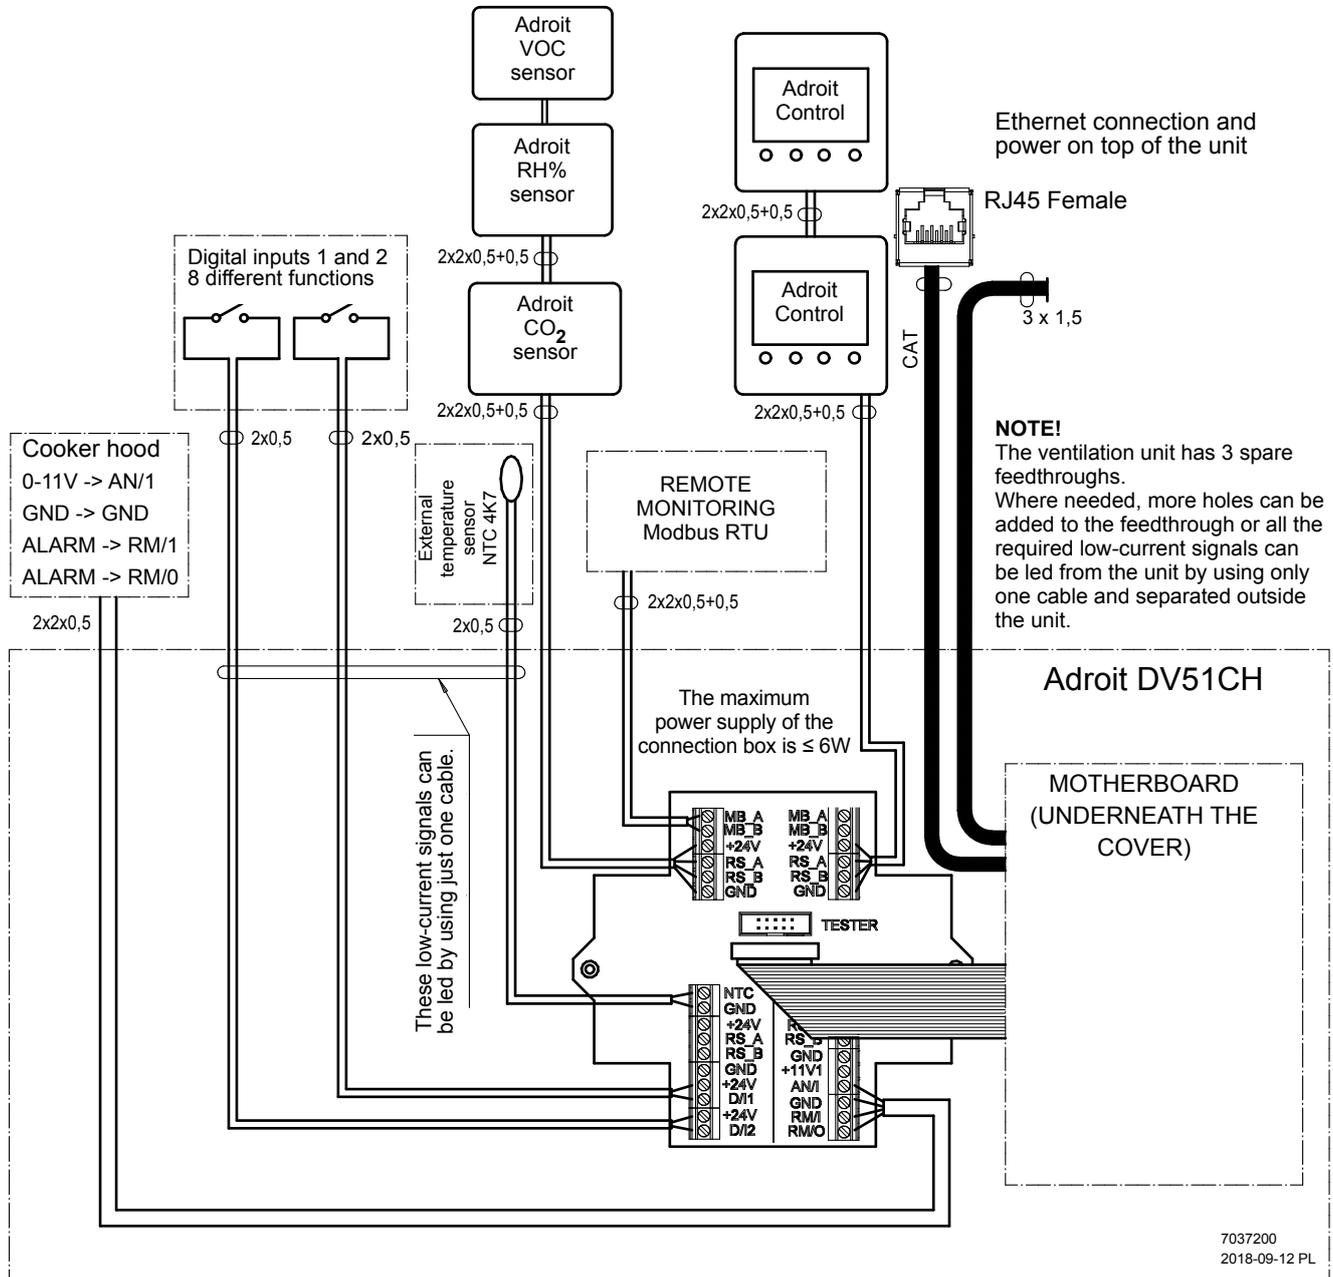 Adroit
VOC
sensor
Adroit
RH%
sensor
2x2x0,5+0,5
Adroit
CO2
sensor
2x2x0,5+0,5
Adroit
Control
2x2x0,5+0,5
Adroit
Control
2x2x0,5+0,5
Ethernet connection and
power on top of the unit
RJ45 Female
CAT
3 x 1,5
Digital inputs 1 and 2
8 different functions
2x0,5
2x0,5
Cooker hood
0-11V -> AN/1
GND -> GND
ALARM -> RM/1
ALARM -> RM/0
2x2x0,5
External
temperature
sensor
NTC 4K7
2x0,5
REMOTE
MONITORING
Modbus RTU
2x2x0,5+0,5
NOTE!
The ventilation unit has 3 spare
feedthroughs.
Where needed, more holes can be
added to the feedthrough or all the
required low-current signals can
be led from the unit by using only
one cable and separated outside
the unit.
Adroit DV51CH
The maximum
power supply of the
connection box is ≤ 6W
These low-current signals can
be led by using just one cable.
MOTHERBOARD
(UNDERNEATH THE
COVER)
MB_A
MB_B
+24V
RS_A
RS_B
GND
MB_A
MB_B
+24V
RS_A
RS_B
GND
TESTER
NTC
GND
+24V
RS_A
RS_B
GND
+24V
D/I1
+24V
D/I2
RS_B
GND
+11V1
AN/I
GND
RM/I
RM/O
7037200
2018-09-12 PL